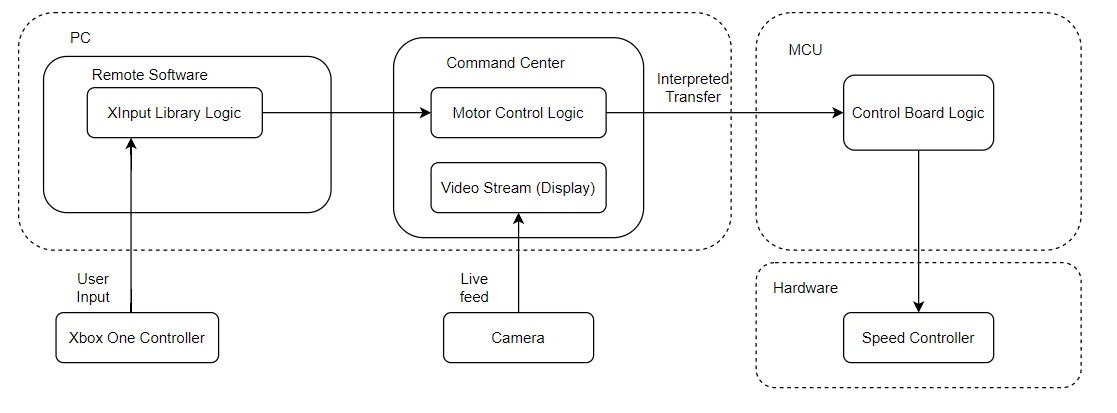 PC
MCU
Remote Software
Command Center
XInput Library Logic
Motor Control Logic
Interpreted
Transfer
Control Board Logic
Video Stream (Display)
User
Input
Live
feed
Hardware
Xbox One Controller
Camera
Speed Controller